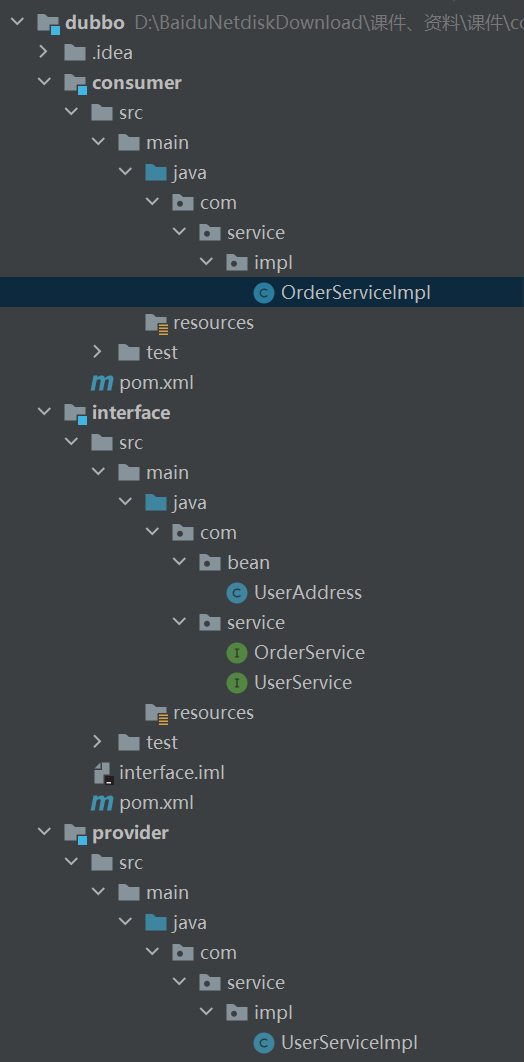 dubbo D:\BaiduNetdiskDownload\课件、资料\课件\co
.idea
consumer
src
main
java
com
service
impl
C OrderServiceImpl
resources
test
m pom.xml
interface
src
main
java
com
bean
C UserAddress
service
I OrderService
I UserService
resources
test
interface.iml
m pom.xml
provider
src
main
java
com
service
impl
C UserServiceImpl